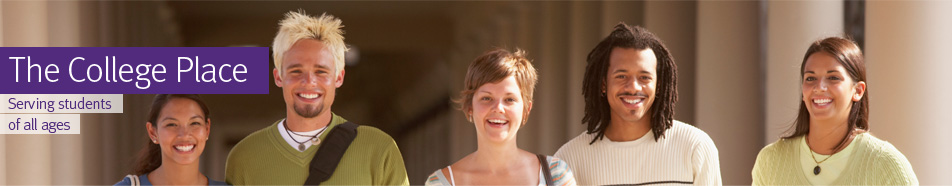 The College Place
Serving students
of all ages